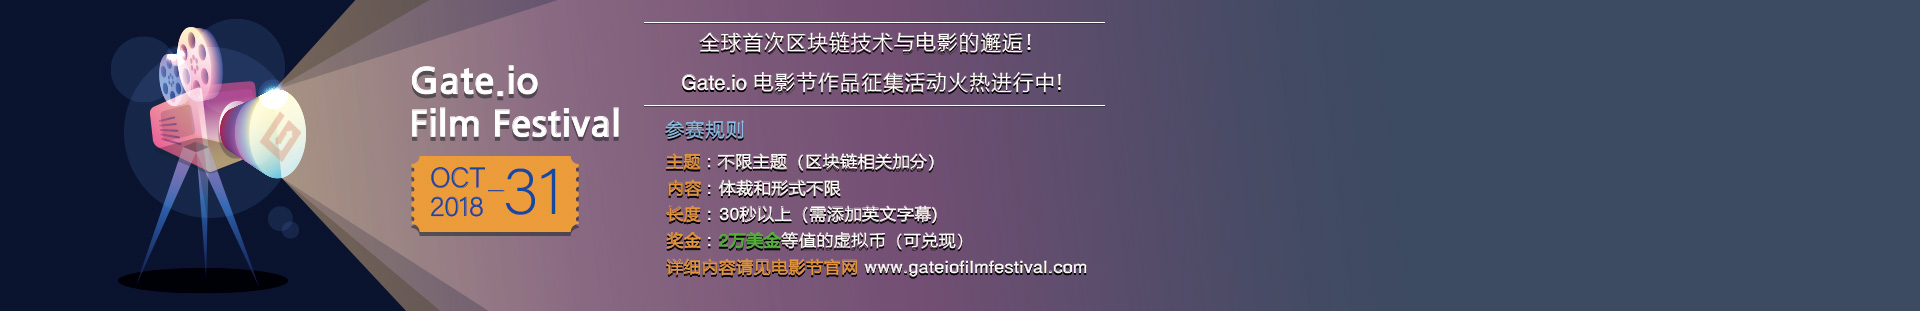 Gate.io
Film Festival
OCT_31
2018
全球首次区块链技术与电影的邂逅!
Gate.io 电影节作品征集活动火热进行中!
参赛规则
主题：不限主题（区块链相关加分）
内容：体裁和形式不限
长度：30秒以上（需添加英文字幕）
奖金：2万美金等值的虚拟币（可兑现）
详细内容请见电影节官网 www.gateiofilmfestival.com